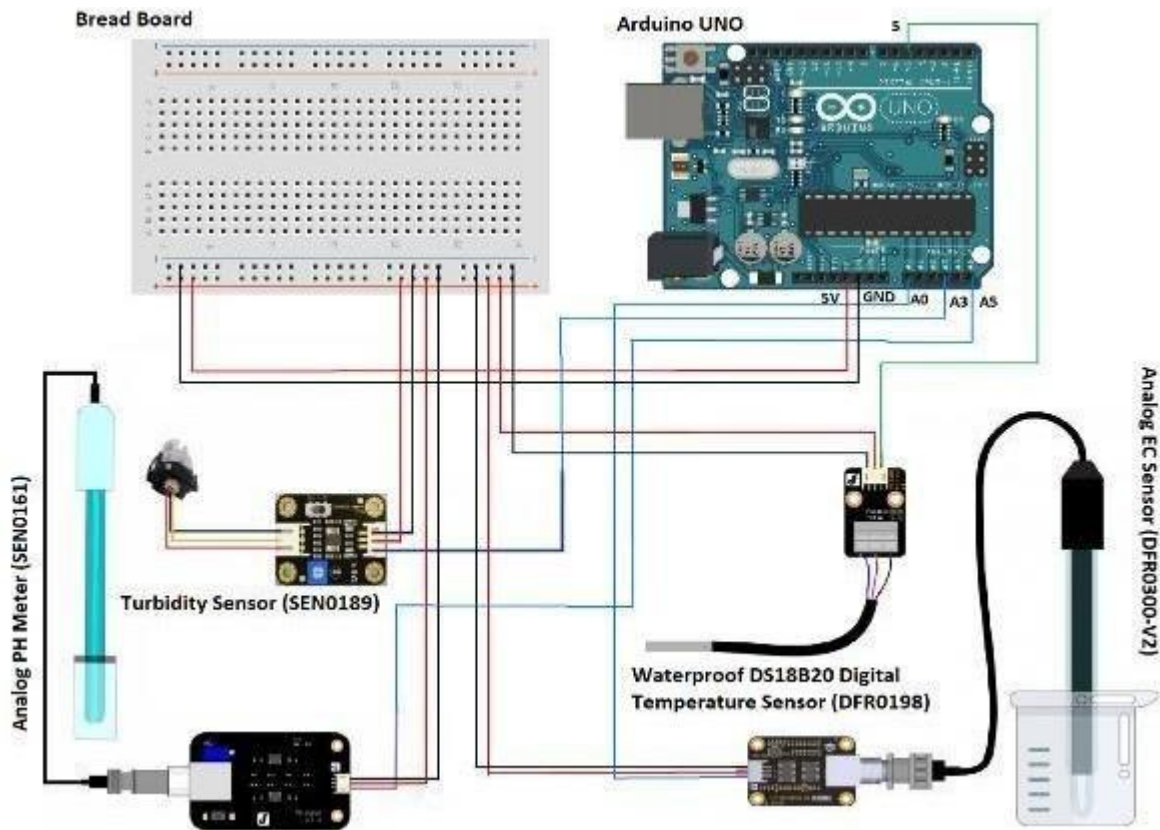 Bread Board
Arduino UNO
5
UNO
ARDUINO
5V
GND
A0
A3
A5
Analog PH Meter (SEN0161)
Turbidity Sensor (SEN0189)
Waterproof DS18B20 Digital
Temperature Sensor (DFR0198)
Analog EC Sensor (DFR0300-V2)